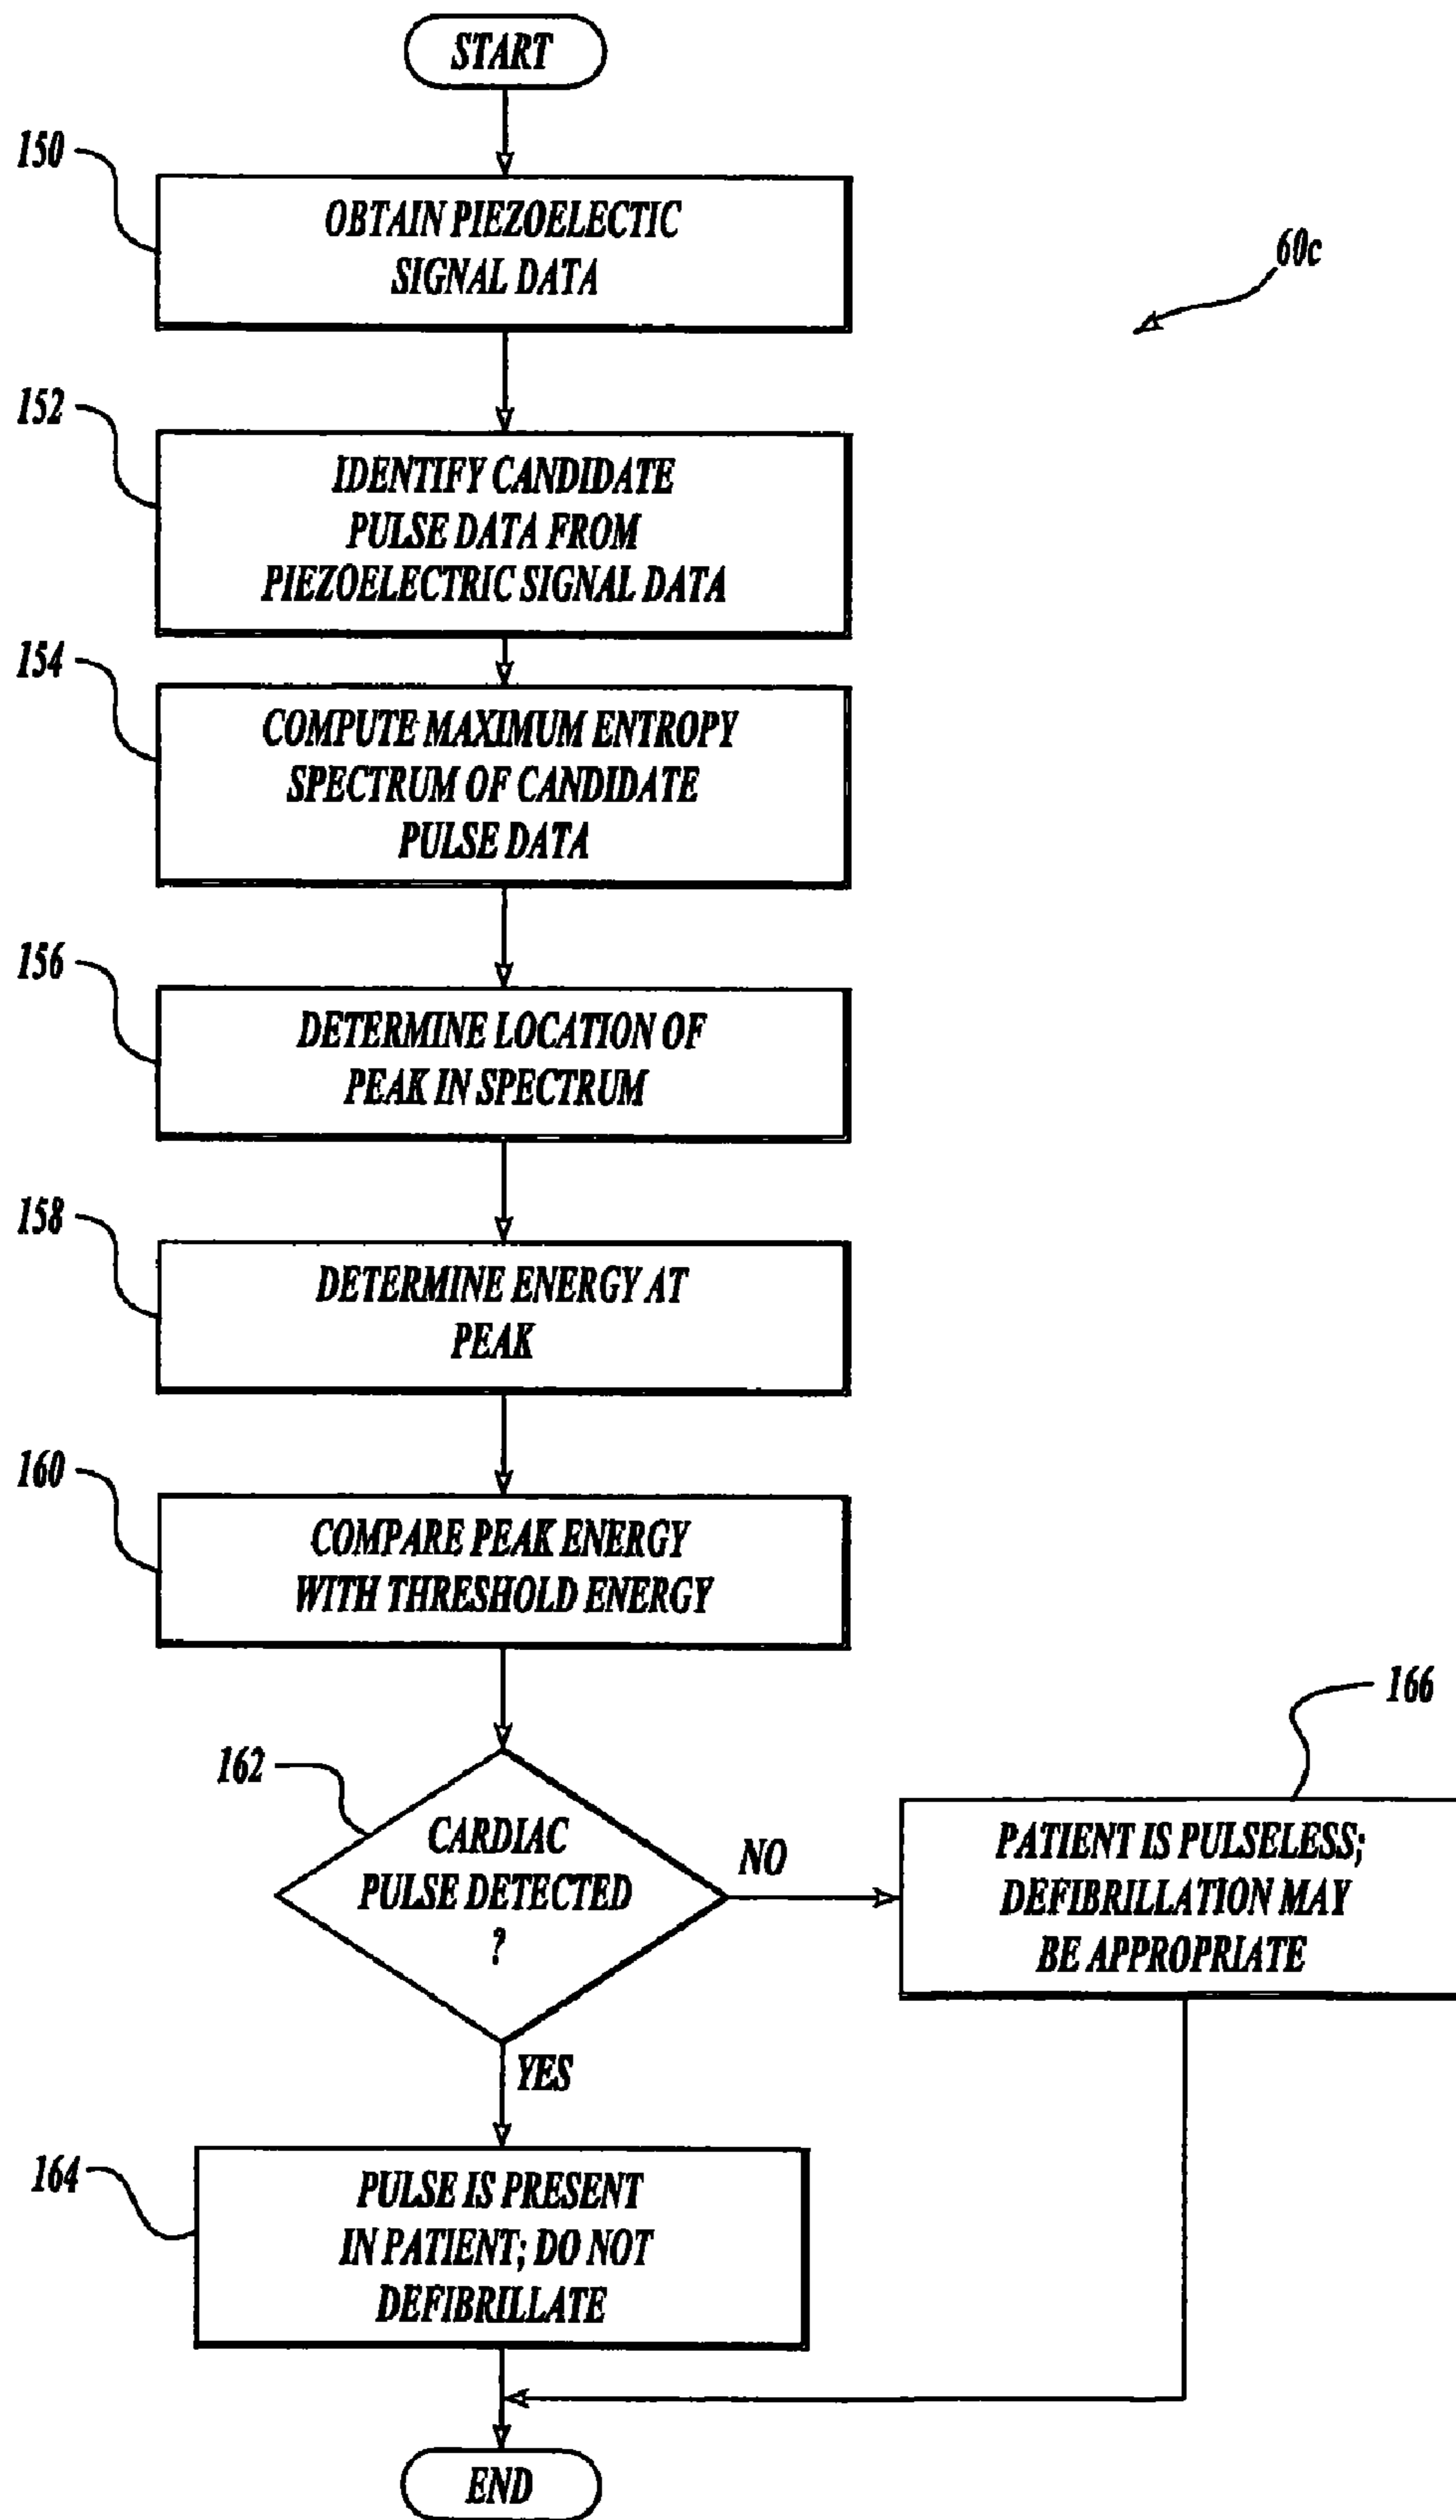 START
150
OBTAIN PIEZOELECTIC
SIGNAL DATA
60c
152
IDENTIFY CANDIDATE
PULSE DATA FROM
PIEZOELECTRIC SIGNAL DATA
154
COMPUTE MAXIMUM ENTROPY
SPECTRUM OF CANDIDATE
PULSE DATA
156
DETERMINE LOCATION OF
PEAK IN SPECTRUM
158
DETERMINE ENERGY AT
PEAK
160
COMPARE PEAK ENERGY
WITH THRESHOLD ENERGY
162
CARDIAC
PULSE DETECTED
?
NO
166
PATIENT IS PULSELESS;
DEFIBRILLATION MAY
BE APPROPRIATE
YES
164
PULSE IS PRESENT
IN PATIENT; DO NOT
DEFIBRILLATE
END